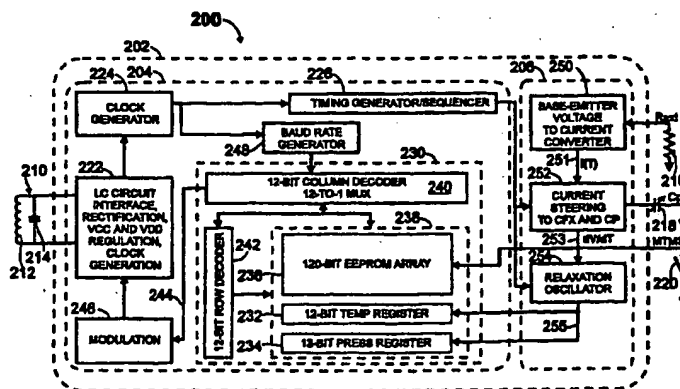 200
202
224
204
226
206
250
CLOCK
GENERATOR
TIMING GENERATOR/SEQUENCER
BASE-EMITTER
VOLTAGE
TO CURRENT
CONVERTER
BAUD RATE
GENERATOR
248
230
251
I(T)
210
222
12-BIT COLUMN DECODER
12-TO-1 MUX
240
252
LC CIRCUIT
INTERFACE,
RECTIFICATION,
VCC AND VDD
REGULATION,
CLOCK GENERATION
CURRENT
STEERING
TO CFX AND CP
218
242
238
253
212
214
244
12-BIT ROW DECODER
236
120-BIT EEPROM ARRAY
254
220
RELAXATION
OSCILLATOR
246
232
12-BIT TEMP REGISTER
MODULATION
234
255